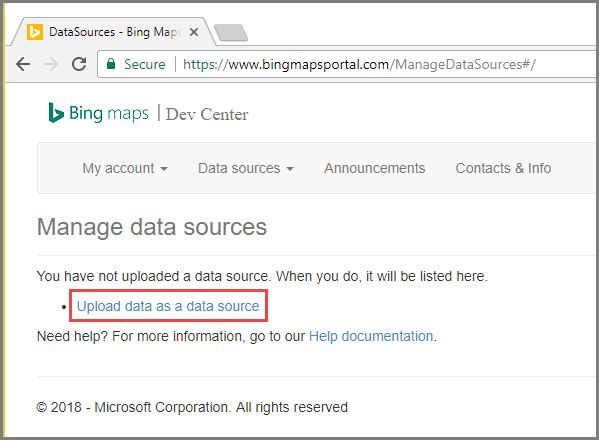 DataSources - Bing Maps
Secure | https://www.bingmapsportal.com/ManageDataSources#/
Bing maps | Dev Center
My account Data sources Announcements Contacts & Info
Manage data sources
You have not uploaded a data source. When you do, it will be listed here.
• Upload data as a data source
Need help? For more information, go to our Help documentation.
© 2018 - Microsoft Corporation. All rights reserved